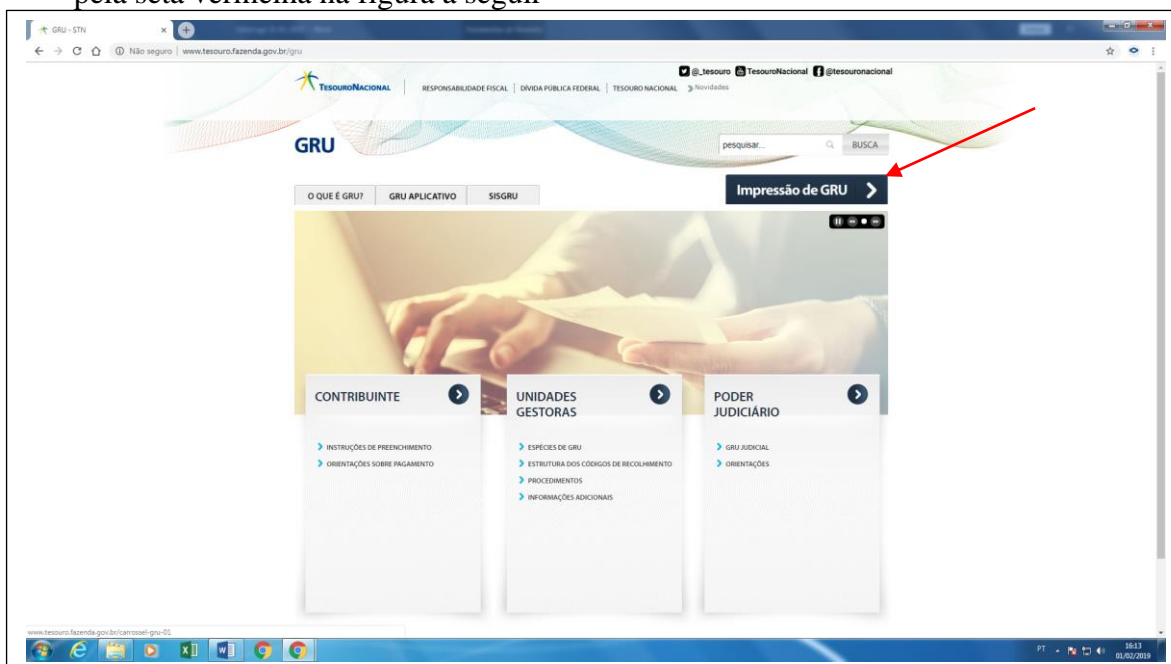 pela seta vermelha na figura a seguir
GRU - STN
Não seguro | www.tesouro.fazenda.gov.br/gru
@_tesouro TesouroNacional @tesouronacional
TESOURONACIONAL
RESPONSABILIDADE FISCAL | DÍVIDA PÚBLICA FEDERAL | TESOURO NACIONAL
Novidades
GRU
pesquisar...
BUSCA
Impressão de GRU
O QUE É GRU?
GRU APLICATIVO
SISGRU
CONTRIBUINTE
INSTRUÇÕES DE PREENCHIMENTO
ORIENTAÇÕES SOBRE PAGAMENTO
UNIDADES
GESTORAS
ESPÉCIES DE GRU
ESTRUTURA DOS CÓDIGOS DE RECOLHIMENTO
PROCEDIMENTOS
INFORMAÇÕES ADICIONAIS
PODER
JUDICIÁRIO
GRU JUDICIAL
ORIENTAÇÕES
www.tesouro.fazenda.gov.br/carrossel-gru-01
PT
16:13
01/02/2019